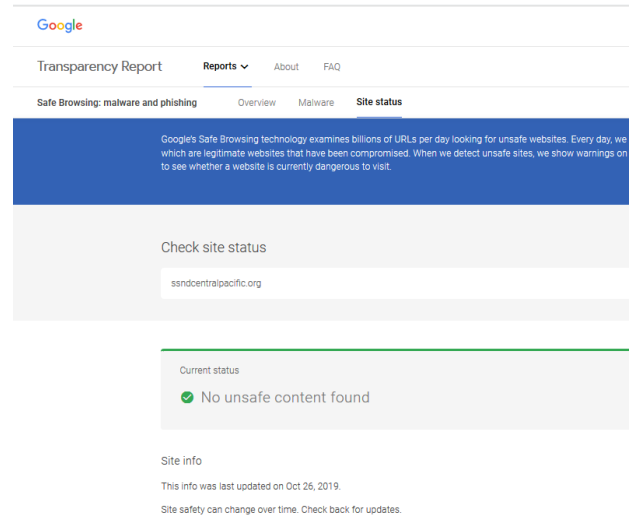 Google
Transparency Report Reports About FAQ
Safe Browsing: malware and phishing Overview Malware Site status
Google's Safe Browsing technology examines billions of URLs per day looking for unsafe websites. Every day, we
which are legitimate websites that have been compromised. When we detect unsafe sites, we show warnings on
to see whether a website is currently dangerous to visit.
Check site status
ssndcentralpacific.org
Current status
No unsafe content found
Site info
This info was last updated on Oct 26, 2019.
Site safety can change over time. Check back for updates.